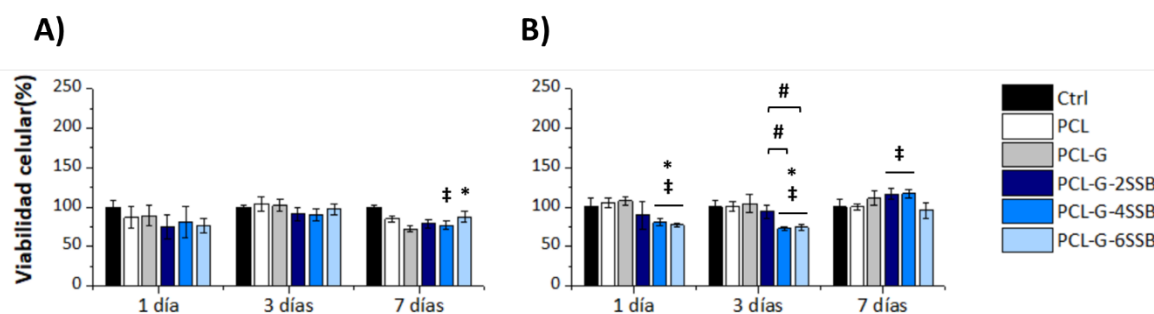 A)
B)
Viabilidad celular(%)
250
200
150
100
50
0
‡ *
1 día
3 días
7 días
250
200
150
100
50
0
*
‡
#
#
*
‡
‡
1 día
3 días
7 días
Ctrl
PCL
PCL-G
PCL-G-2SSB
PCL-G-4SSB
PCL-G-6SSB